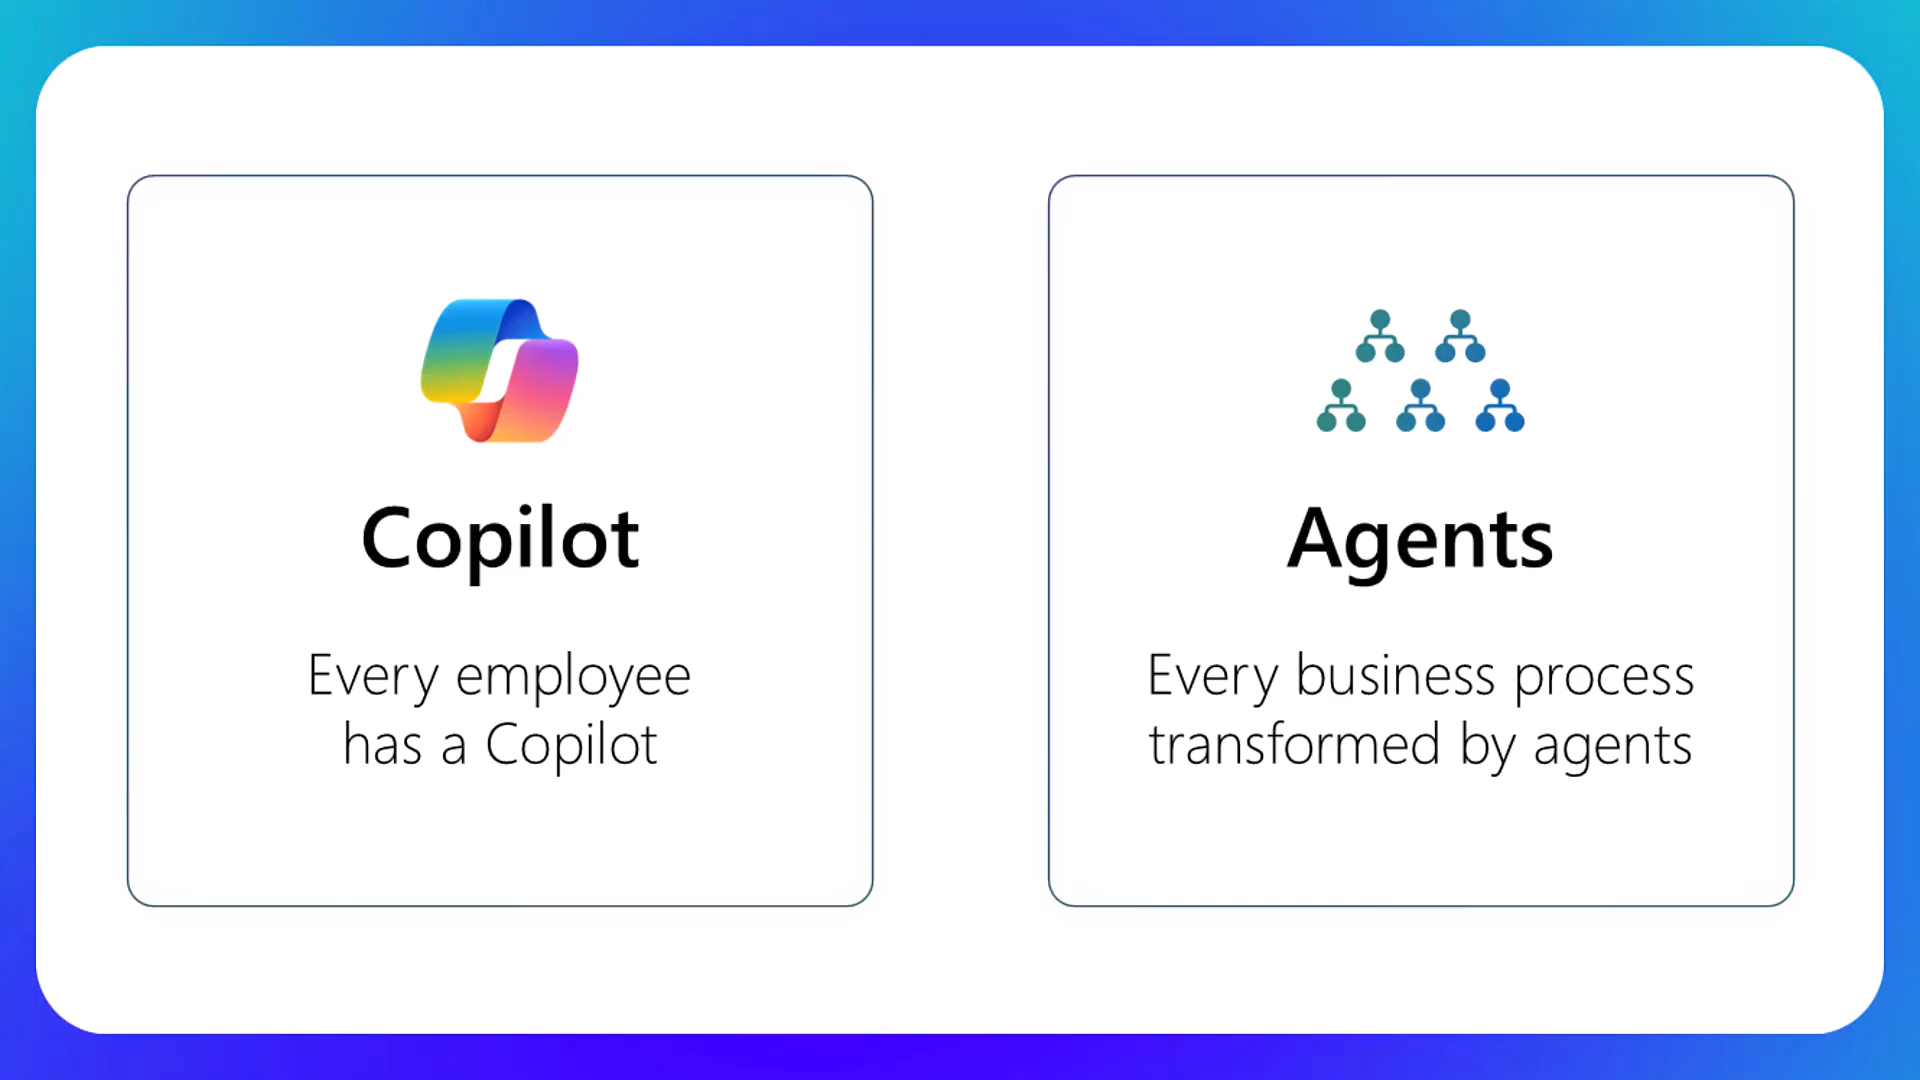 Copilot
Every employee
has a Copilot
Agents
Every business process
transformed by agents